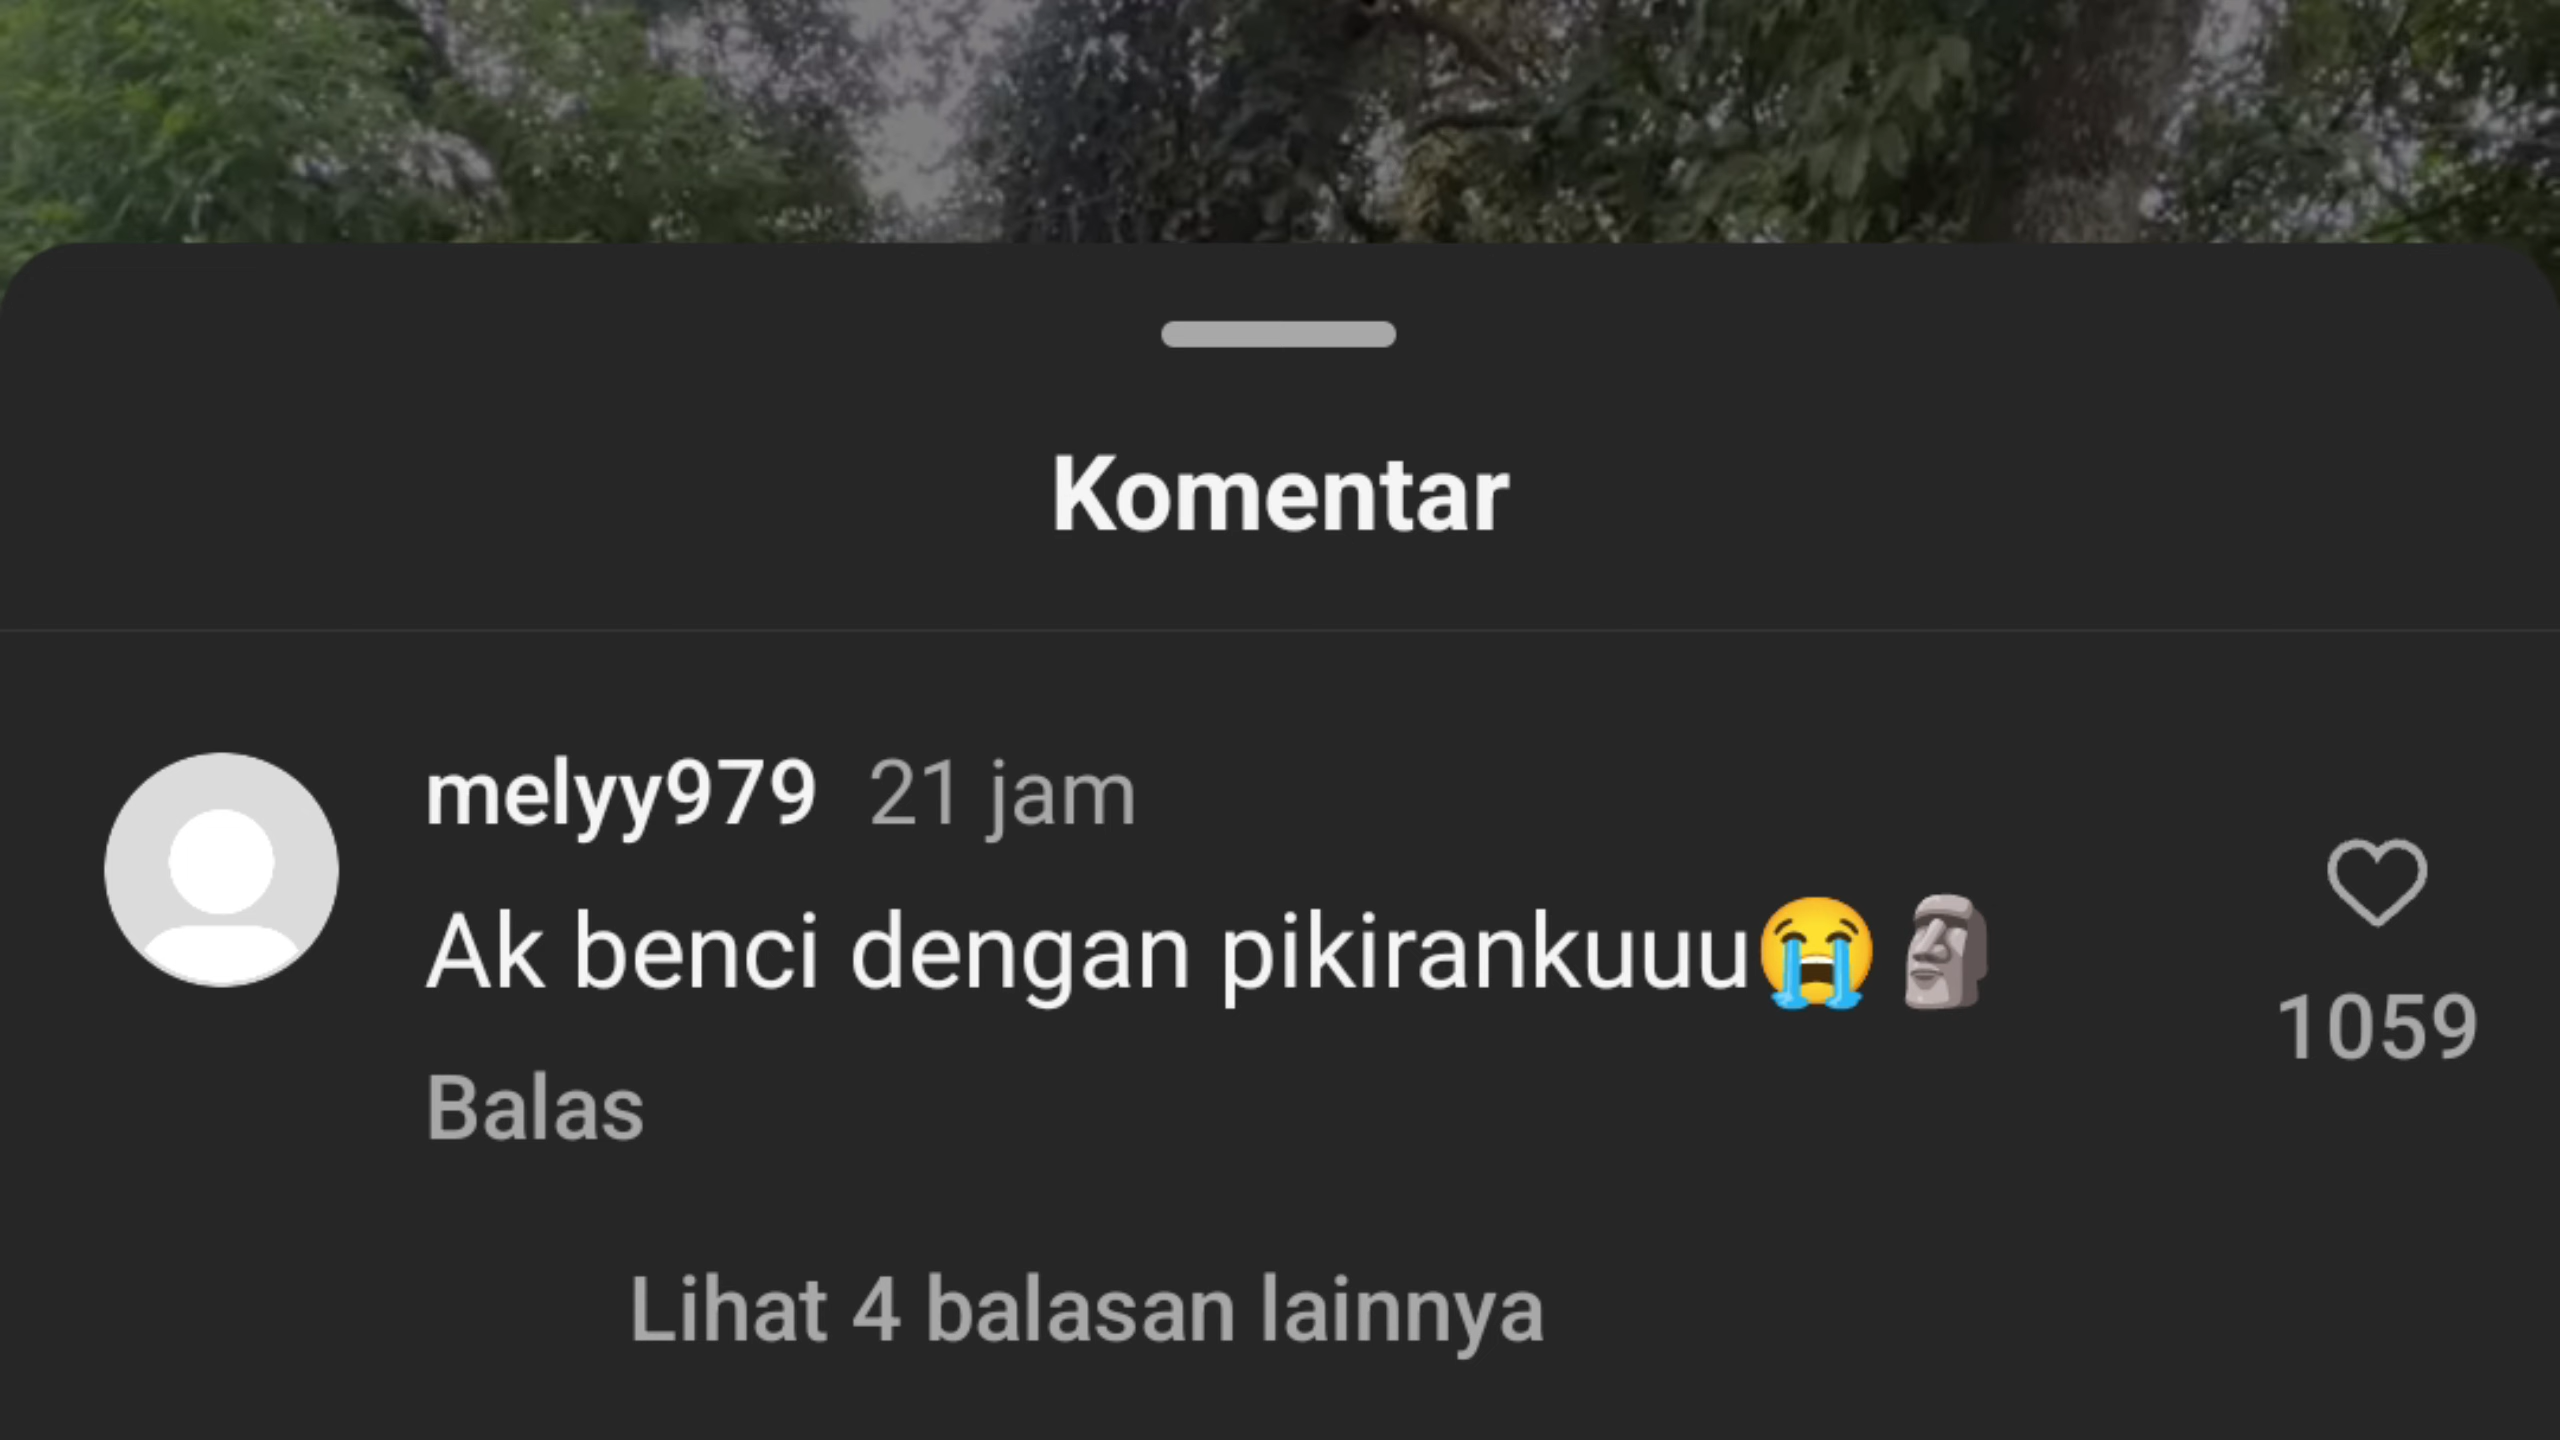 Komentar
melyy979 21 jam
Ak benci dengan pikirankuuu😭🗿
1059
Balas
Lihat 4 balasan lainnya